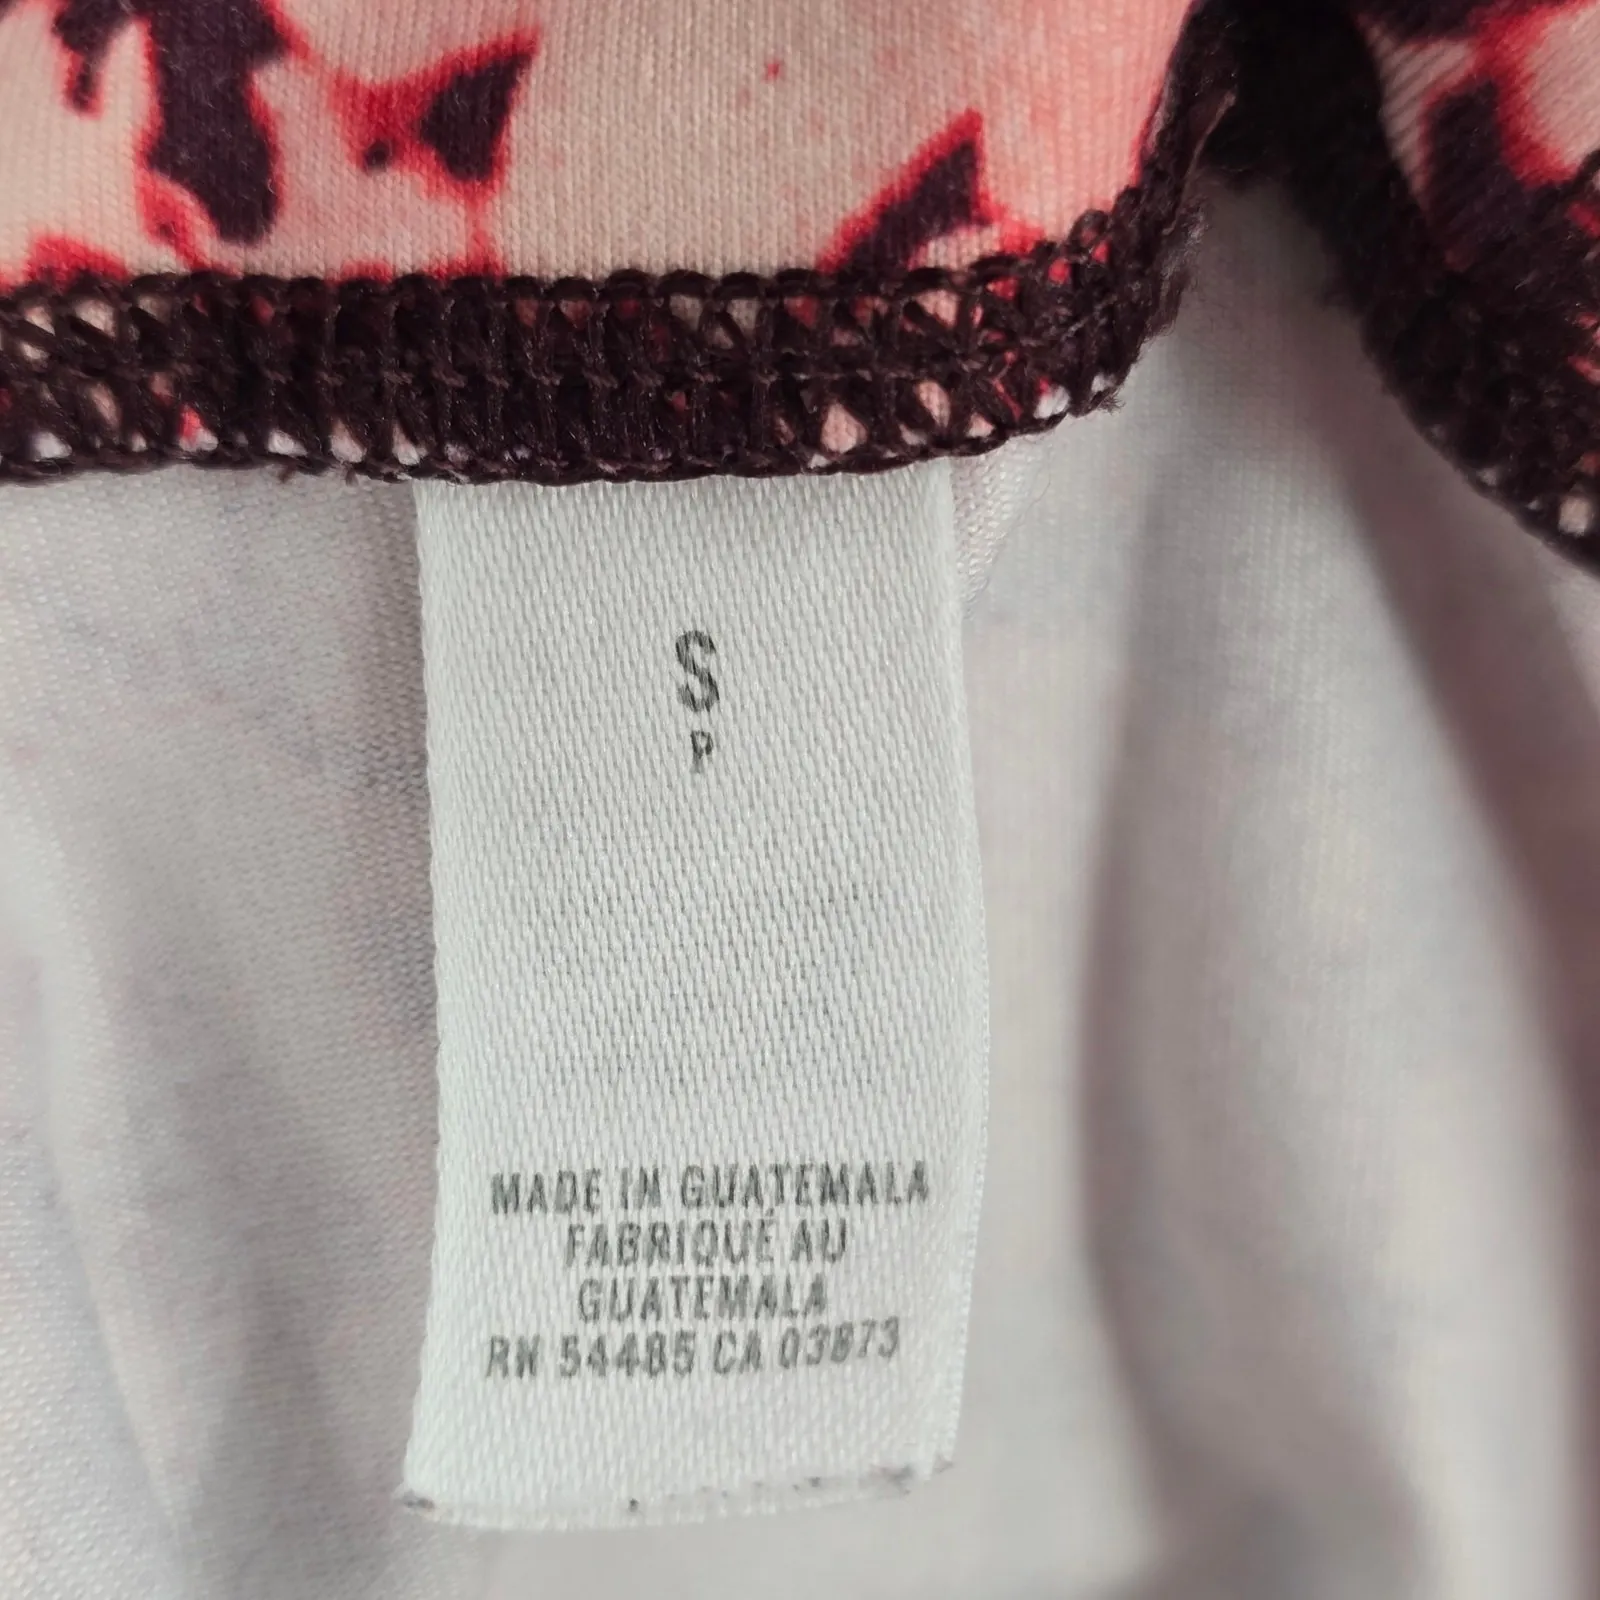 S
P
MADE IN GUATEMALA
FABRIQUÉ AU
GUATEMALA
RN 54485 CA 03873